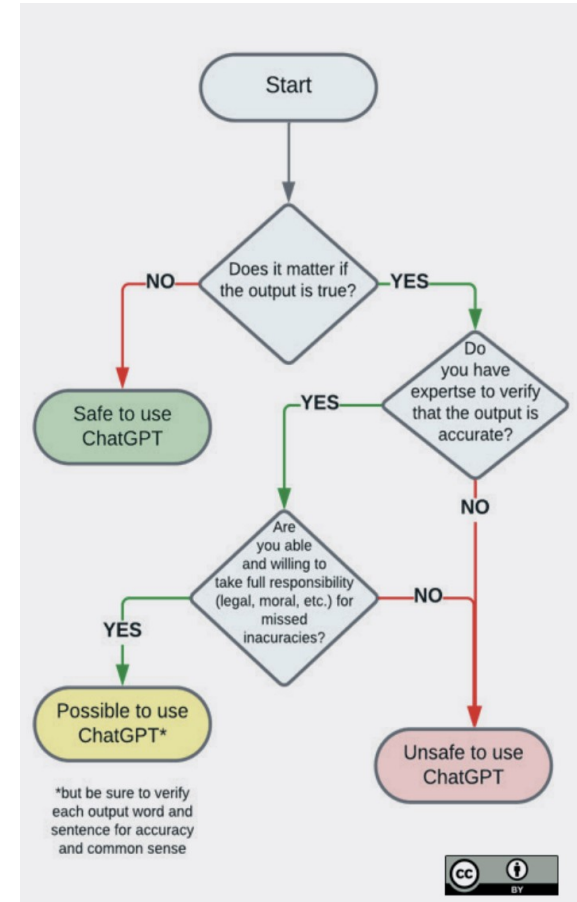 Start
Does it matter if
the output is true?
NO
YES
Safe to use
ChatGPT
Do
you have
expertse to verify
that the output is
accurate?
YES
NO
Are
you able
and willing to
take full responsibility
(legal, moral, etc.) for
missed
inacuracies?
YES
NO
Possible to use
ChatGPT*
Unsafe to use
ChatGPT
*but be sure to verify
each output word and
sentence for accuracy
and common sense
cc
BY